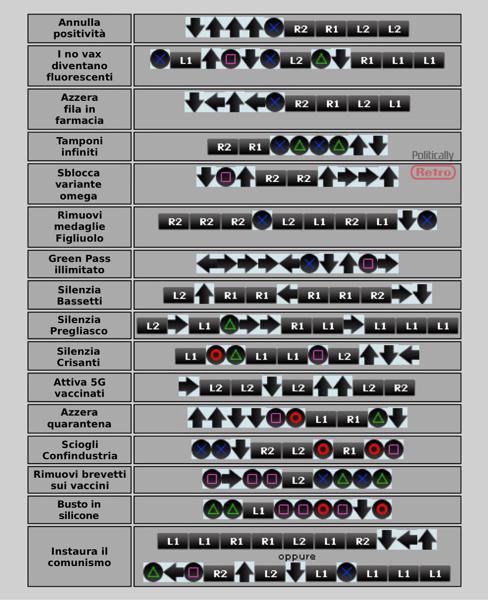 Annulla
positività
R2 R1 L2 L2
I no vax
diventano
fluorescenti
L1 L2 R1 L1 L1
Azzera
fila in
farmacia
R2 R1 L2 L1
Tamponi
infiniti
R2 R1
Politically
Retro
Sblocca
variante
omega
R2 R2
Rimuovi
medaglie
Figliuolo
R2 R2 R2 L2 L1 R2 L1
Green Pass
illimitato
Silenzia
Bassetti
L2 R1 R1 R1 R1 R2
Silenzia
Pregliasco
L2 L1 R1 L1 L1 L1 L1
Silenzia
Crisanti
L1 L1 L1 L2
Attiva 5G
vaccinati
L2 L2 L2 L2 R2
Azzera
quarantena
L1 R1
Sciogli
Confindustria
R2 L2 R1
Rimuovi brevetti
sui vaccini
L2
Busto in
silicone
L1
Instaura il
comunismo
L1 L1 R1 R1 L1 L2 R2
oppure
R2 L2 L1 L1 L1 L1